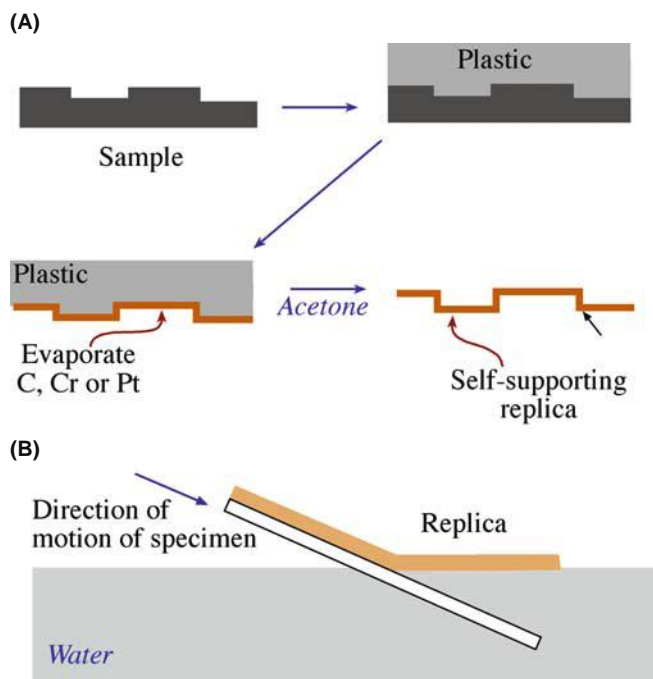 (A)
Plastic
Sample
Plastic
Acetone
Evaporate
C, Cr or Pt
Self-supporting
replica
(B)
Direction of
motion of specimen
Replica
Water